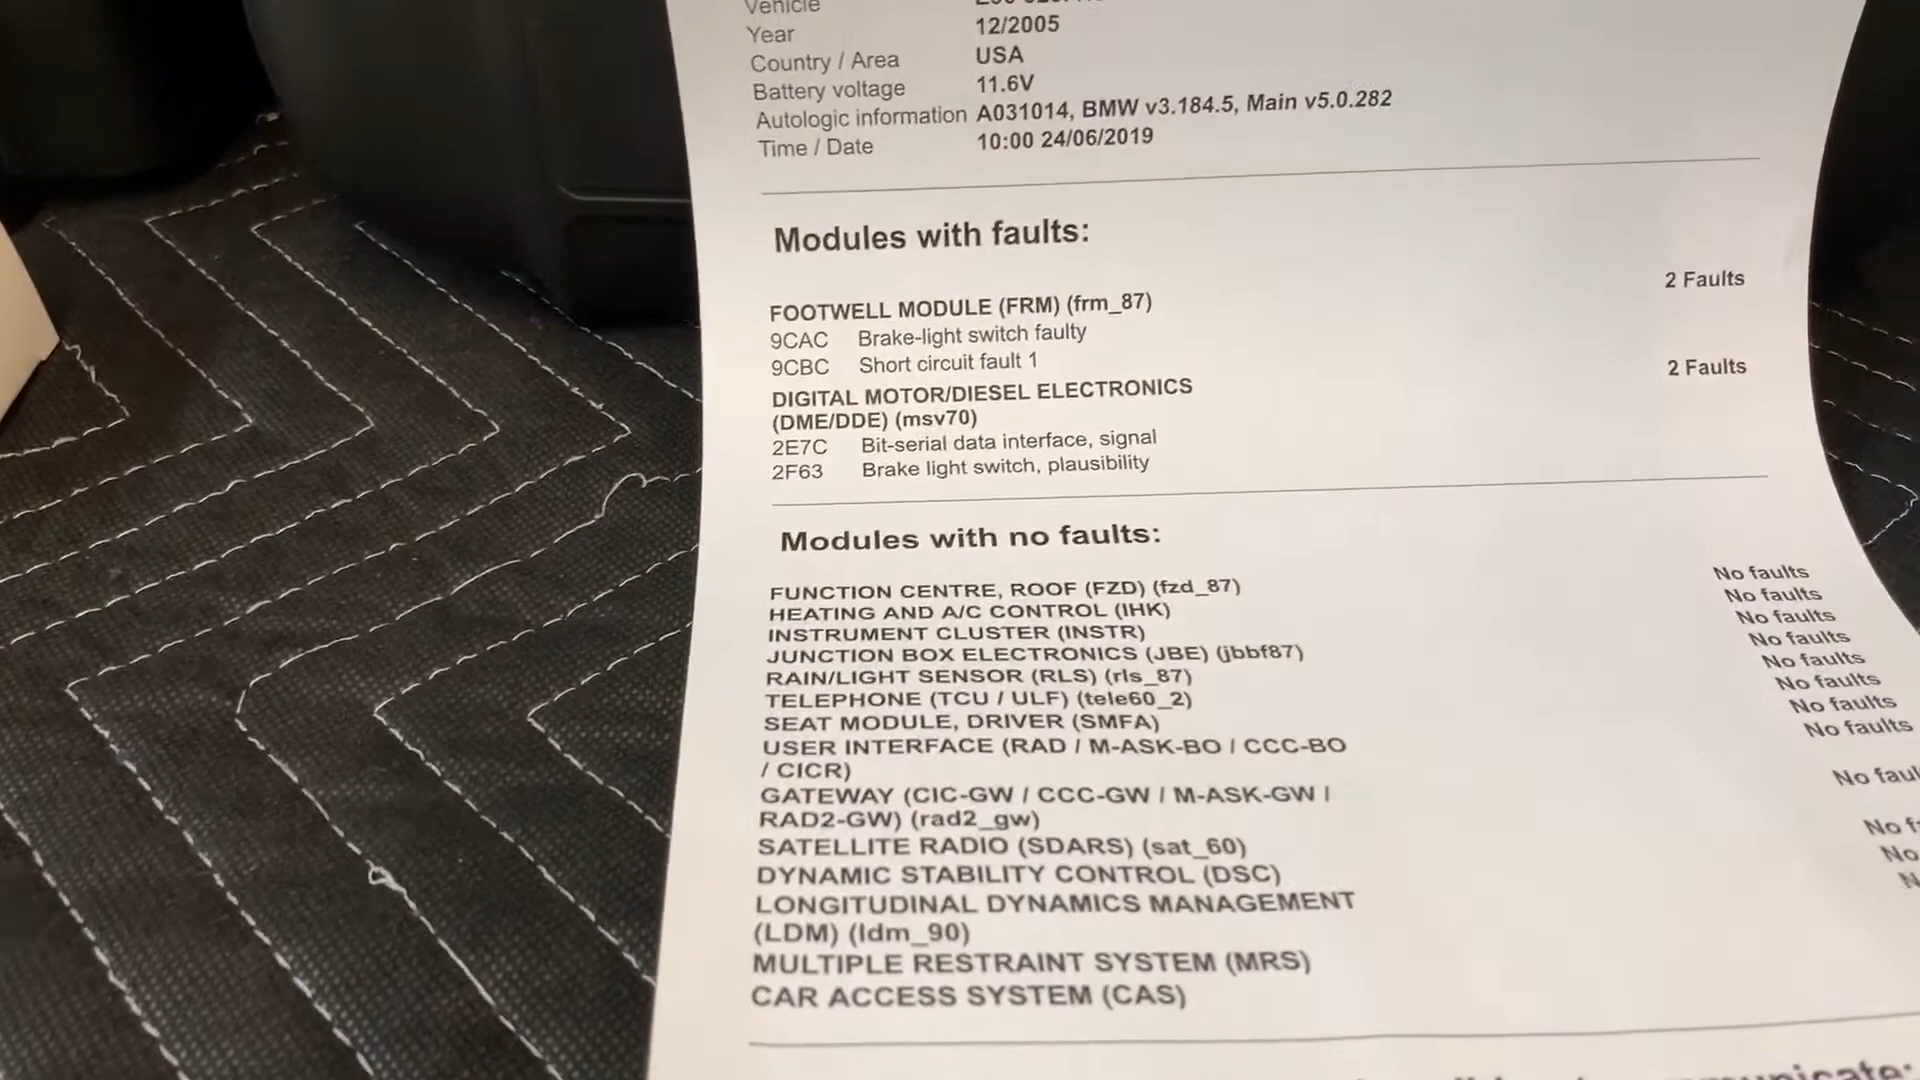 Vehicle
Year 12/2005
Country / Area USA
Battery voltage 11.6V
Autologic information A031014, BMW v3.184.5, Main v5.0.282
Time / Date 10:00 24/06/2019
Modules with faults:
FOOTWELL MODULE (FRM) (frm_87) 2 Faults
9CAC Brake-light switch faulty
9CBC Short circuit fault 1
DIGITAL MOTOR/DIESEL ELECTRONICS 2 Faults
(DME/DDE) (msv70)
2E7C Bit-serial data interface, signal
2F63 Brake light switch, plausibility
Modules with no faults:
FUNCTION CENTRE, ROOF (FZD) (fzd_87) No faults
HEATING AND A/C CONTROL (IHK) No faults
INSTRUMENT CLUSTER (INSTR) No faults
JUNCTION BOX ELECTRONICS (JBE) (jbbf87) No faults
RAIN/LIGHT SENSOR (RLS) (rls_87) No faults
TELEPHONE (TCU / ULF) (tele60_2) No faults
SEAT MODULE, DRIVER (SMFA) No faults
USER INTERFACE (RAD / M-ASK-BO / CCC-BO No faults
/ CICR)
GATEWAY (CIC-GW / CCC-GW / M-ASK-GW / No faul
RAD2-GW) (rad2_gw)
SATELLITE RADIO (SDARS) (sat_60) No f
DYNAMIC STABILITY CONTROL (DSC) No
LONGITUDINAL DYNAMICS MANAGEMENT N
(LDM) (ldm_90)
MULTIPLE RESTRAINT SYSTEM (MRS)
CAR ACCESS SYSTEM (CAS)